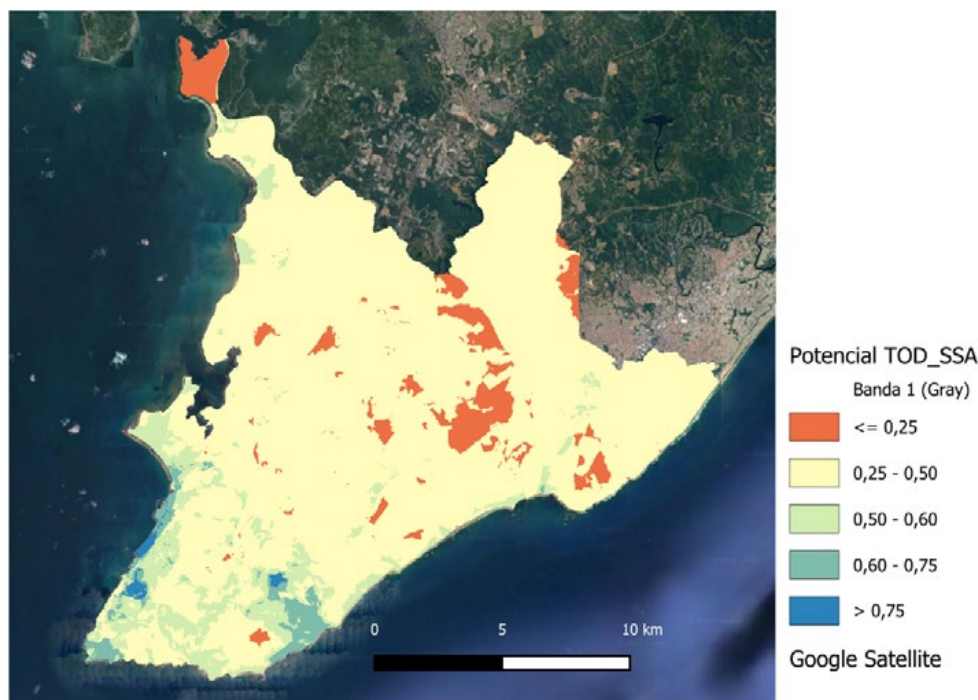 Potencial TOD_SSA
Banda 1 (Gray)
<= 0,25
0,25 - 0,50
0,50 - 0,60
0,60 - 0,75
> 0,75
Google Satellite
0 5 10 km